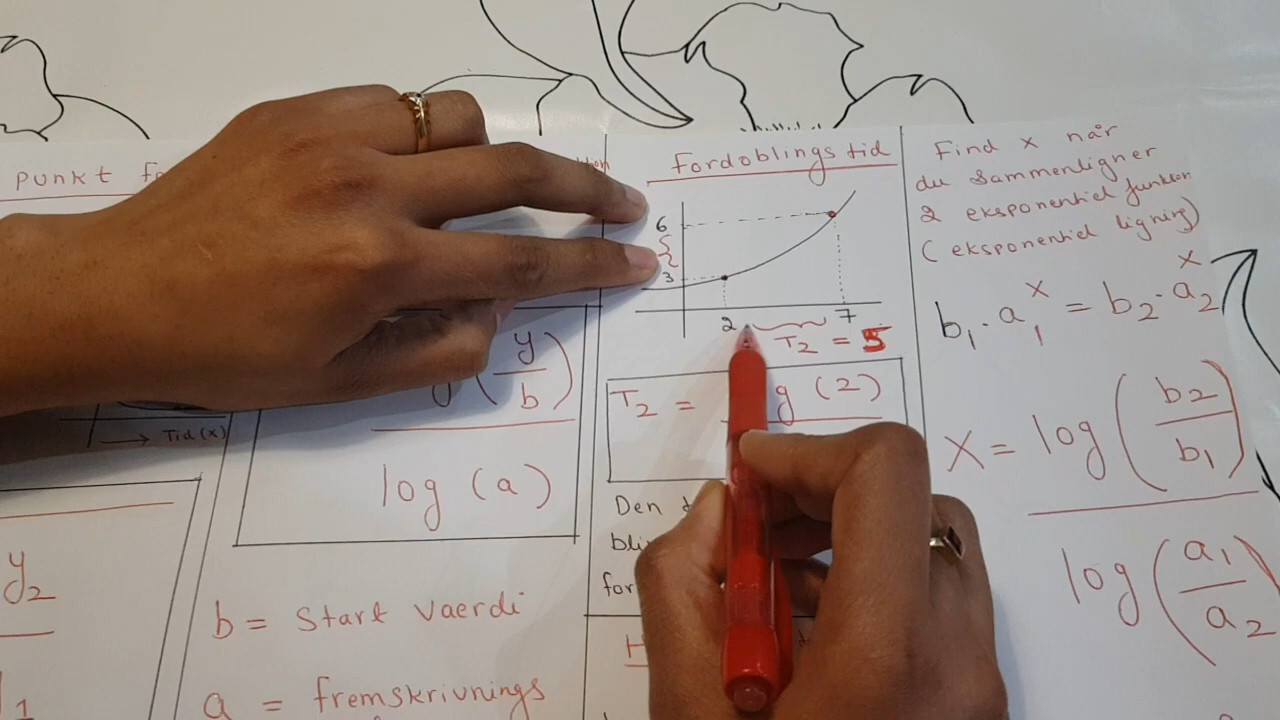 punkt
Tid(x)
y2
y
b
log (a)
b = Start Vaerdi
a = fremskrivnings
Fordoblings tid
6
3
2 7
T2 = 5
T2 =
g (2)
Den
for
Find x når
du Sammenligner
2 eksponentiel funktion
( eksponentiel ligning)
b1 · a1^x = b2 · a2^x
X = log ( b2 / b1 )
log ( a1 / a2 )